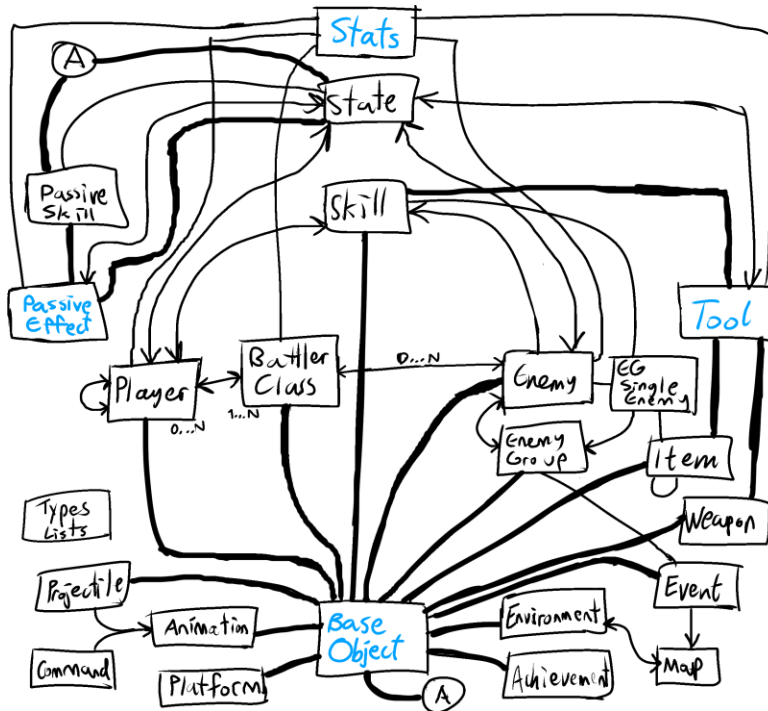 Stats
A
State
Passive
Skill
Skill
Passive
Effect
Tool
Player
Battler
Class
0...N
Enemy
EG
Single
Enemy
0...N
1...N
Enemy
Group
Item
Types
Lists
Weapon
Projectile
Animation
Base
Object
Environment
Event
Command
Platform
A
Achievement
Map